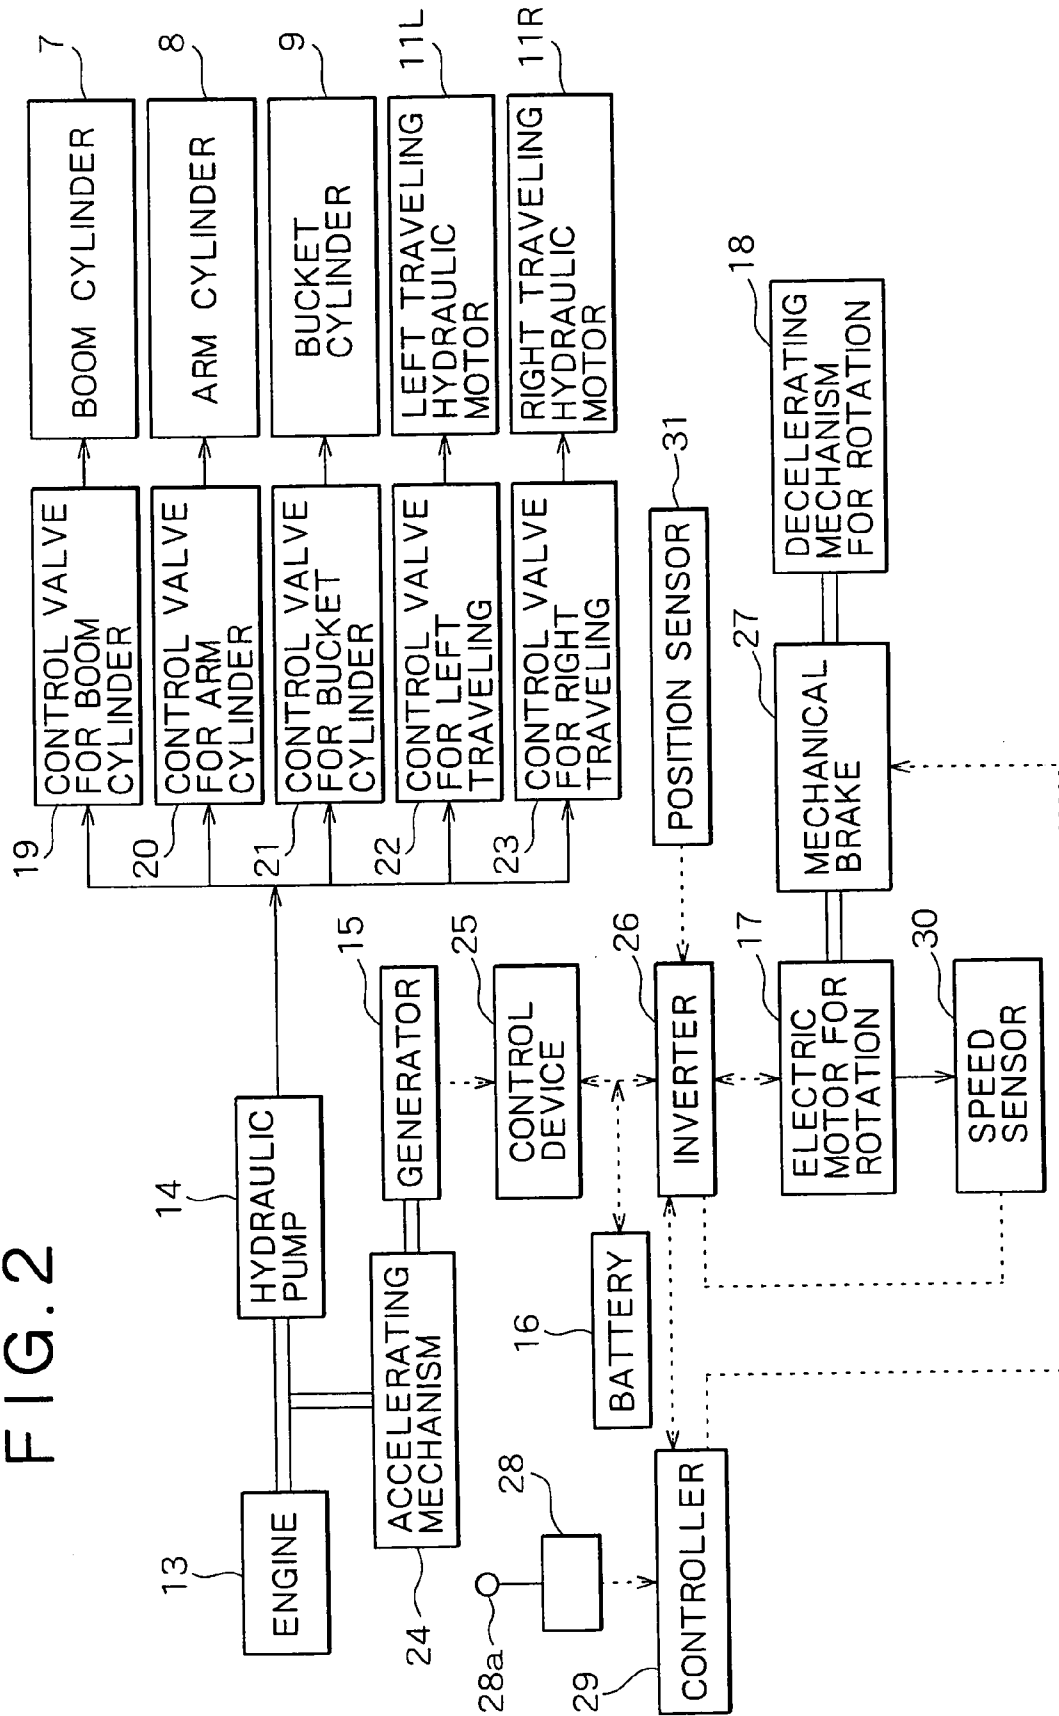 FIG.2
13
ENGINE
14
HYDRAULIC
PUMP
24
ACCELERATING
MECHANISM
15
GENERATOR
19
CONTROL VALVE
FOR BOOM
CYLINDER
7
BOOM CYLINDER
20
CONTROL VALVE
FOR ARM
CYLINDER
8
ARM CYLINDER
21
CONTROL VALVE
FOR BUCKET
CYLINDER
9
BUCKET
CYLINDER
22
CONTROL VALVE
FOR LEFT
TRAVELING
11L
LEFT TRAVELING
HYDRAULIC
MOTOR
23
CONTROL VALVE
FOR RIGHT
TRAVELING
11R
RIGHT TRAVELING
HYDRAULIC
MOTOR
25
CONTROL
DEVICE
28a
28
16
BATTERY
29
CONTROLLER
26
INVERTER
31
POSITION SENSOR
17
ELECTRIC
MOTOR FOR
ROTATION
27
MECHANICAL
BRAKE
18
DECELERATING
MECHANISM
FOR ROTATION
30
SPEED
SENSOR